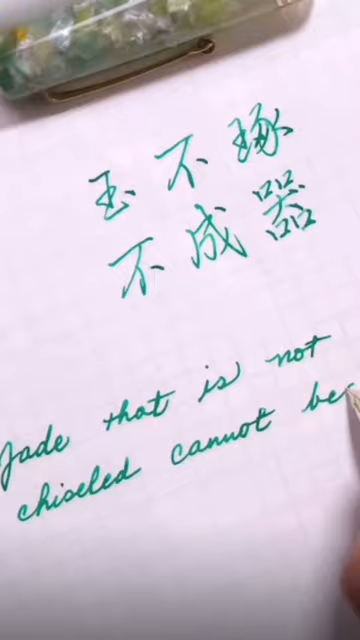 玉不琢
不成器
Jade that is not
chiseled cannot be